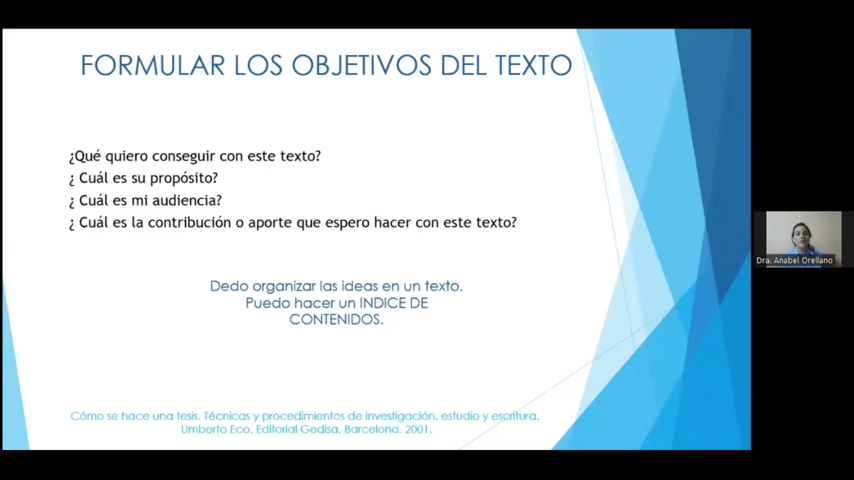 FORMULAR LOS OBJETIVOS DEL TEXTO
¿Qué quiero conseguir con este texto?
¿ Cuál es su propósito?
¿ Cuál es mi audiencia?
¿ Cuál es la contribución o aporte que espero hacer con este texto?
Dedo organizar las ideas en un texto.
Puedo hacer un INDICE DE
CONTENIDOS.
Cómo se hace una tesis. Técnicas y procedimientos de investigación, estudio y escritura.
Umberto Eco. Editorial Gedisa. Barcelona. 2001.
Dra. Anabel Orellano